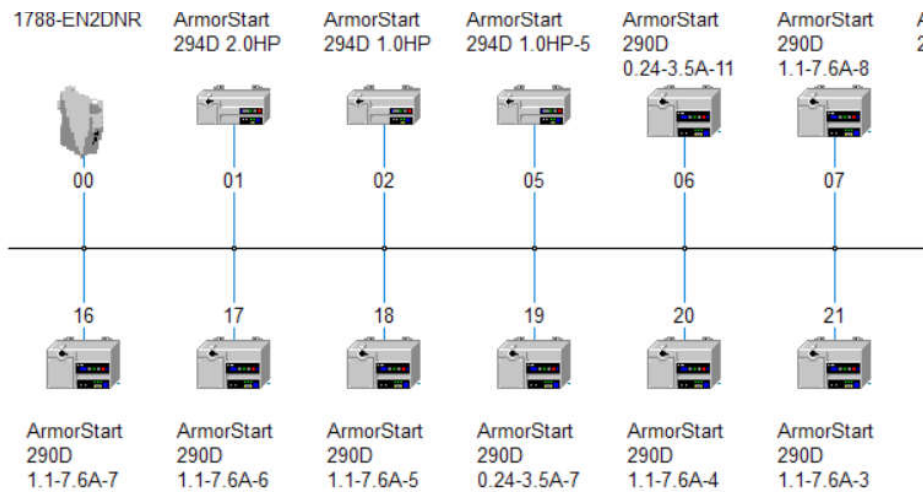 1788-EN2DNR
ArmorStart
294D 2.0HP
ArmorStart
294D 1.0HP
ArmorStart
294D 1.0HP-5
ArmorStart
290D
0.24-3.5A-11
ArmorStart
290D
1.1-7.6A-8
00
01
02
05
06
07
16
17
18
19
20
21
ArmorStart
290D
1.1-7.6A-7
ArmorStart
290D
1.1-7.6A-6
ArmorStart
290D
1.1-7.6A-5
ArmorStart
290D
0.24-3.5A-7
ArmorStart
290D
1.1-7.6A-4
ArmorStart
290D
1.1-7.6A-3